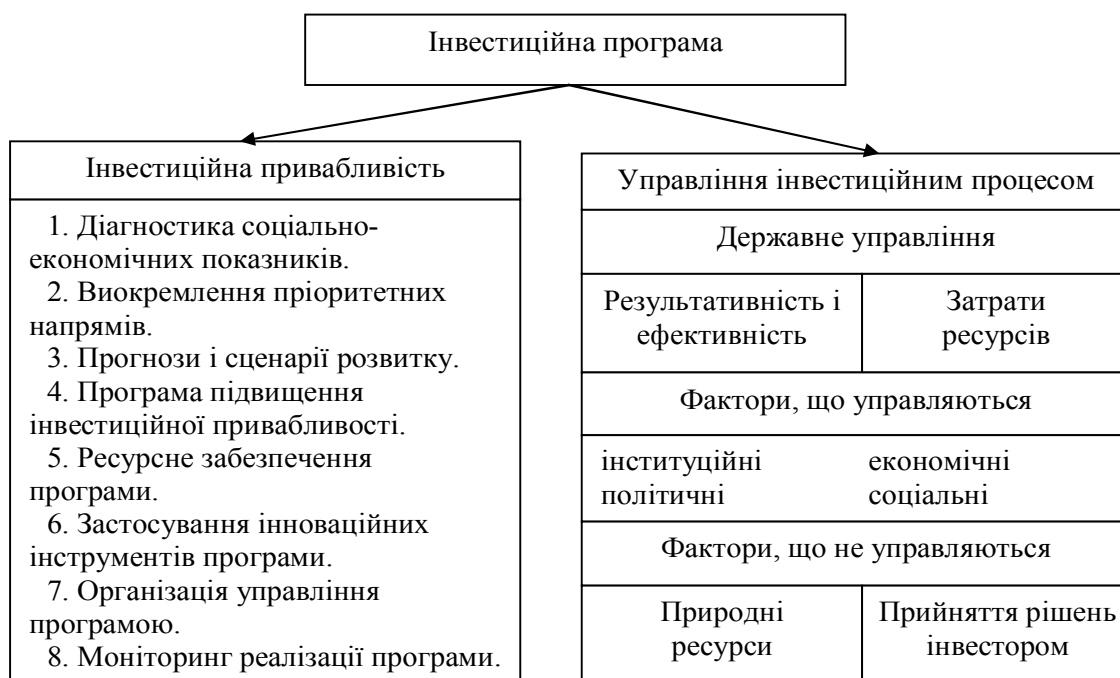 Інвестиційна програма
Інвестиційна привабливість
1. Діагностика соціально-
економічних показників.
2. Виокремлення пріоритетних
напрямів.
3. Прогнози і сценарії розвитку.
4. Програма підвищення
інвестиційної привабливості.
5. Ресурсне забезпечення
програми.
6. Застосування інноваційних
інструментів програми.
7. Організація управління
програмою.
8. Моніторинг реалізації програми.
Управління інвестиційним процесом
Державне управління
Результативність і
ефективність
Затрати
ресурсів
Фактори, що управляються
інституційні економічні
політичні соціальні
Фактори, що не управляються
Природні
ресурси
Прийняття рішень
інвестором